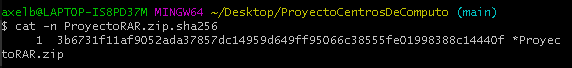 axelb@LAPTOP-IS8PD37M MINGW64 ~/Desktop/ProyectoCentrosDeComputo (main)
$ cat -n ProyectoRAR.zip.sha256
     1  3b6731f11af9052ada37857dc14959d649ff95066c38555fe01998388c14440f *Proyec
toRAR.zip